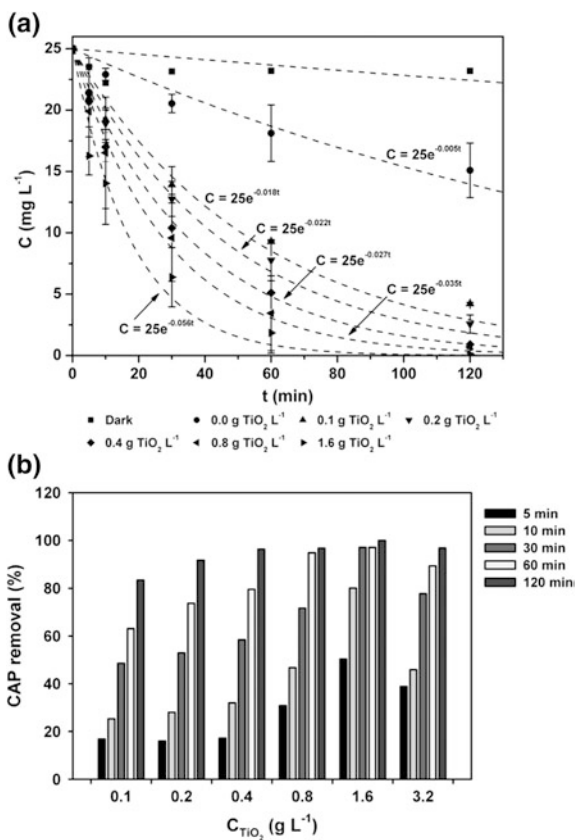 (a)
25
20
15
10
5
0
C (mg L⁻¹)
C = 25e⁻⁰·⁰⁰⁵ᵗ
C = 25e⁻⁰·⁰¹⁸ᵗ
C = 25e⁻⁰·⁰²²ᵗ
C = 25e⁻⁰·⁰²⁷ᵗ
C = 25e⁻⁰·⁰³⁵ᵗ
C = 25e⁻⁰·⁰⁵⁶ᵗ
0 20 40 60 80 100 120
t (min)
Dark 0.0 g TiO₂ L⁻¹ 0.1 g TiO₂ L⁻¹ 0.2 g TiO₂ L⁻¹
0.4 g TiO₂ L⁻¹ 0.8 g TiO₂ L⁻¹ 1.6 g TiO₂ L⁻¹
(b)
120
100
80
60
40
20
0
CAP removal (%)
5 min
10 min
30 min
60 min
120 min
0.1 0.2 0.4 0.8 1.6 3.2
C TiO₂ (g L⁻¹)